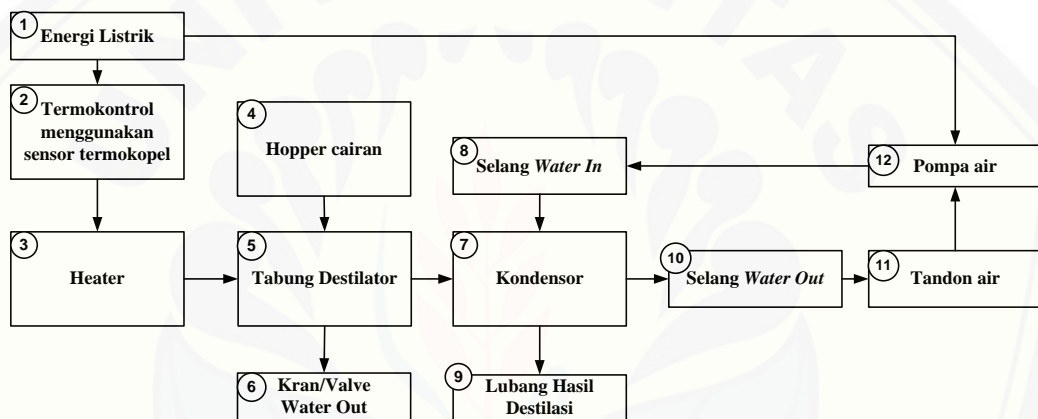 1
Energi Listrik
2
Termokontrol
menggunakan
sensor termokopel
3
Heater
4
Hopper cairan
5
Tabung Destilator
6
Kran/Valve
Water Out
7
Kondensor
8
Selang Water In
9
Lubang Hasil
Destilasi
10
Selang Water Out
11
Tandon air
12
Pompa air